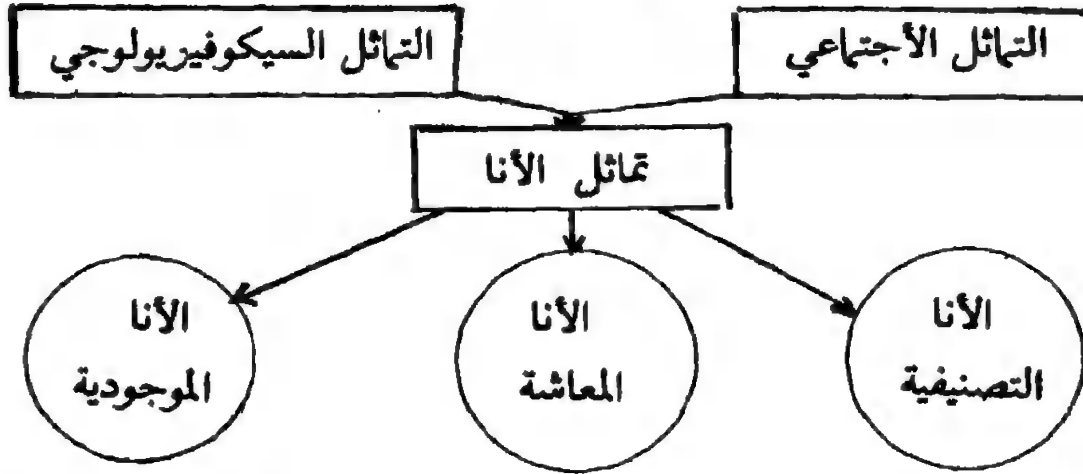 التماثل الأجتماعي
التماثل السيكوفيريولوجي
تماثل الأنا
الأنا
التصنيفية
الأنا
المعاشة
الأنا
الموجودية